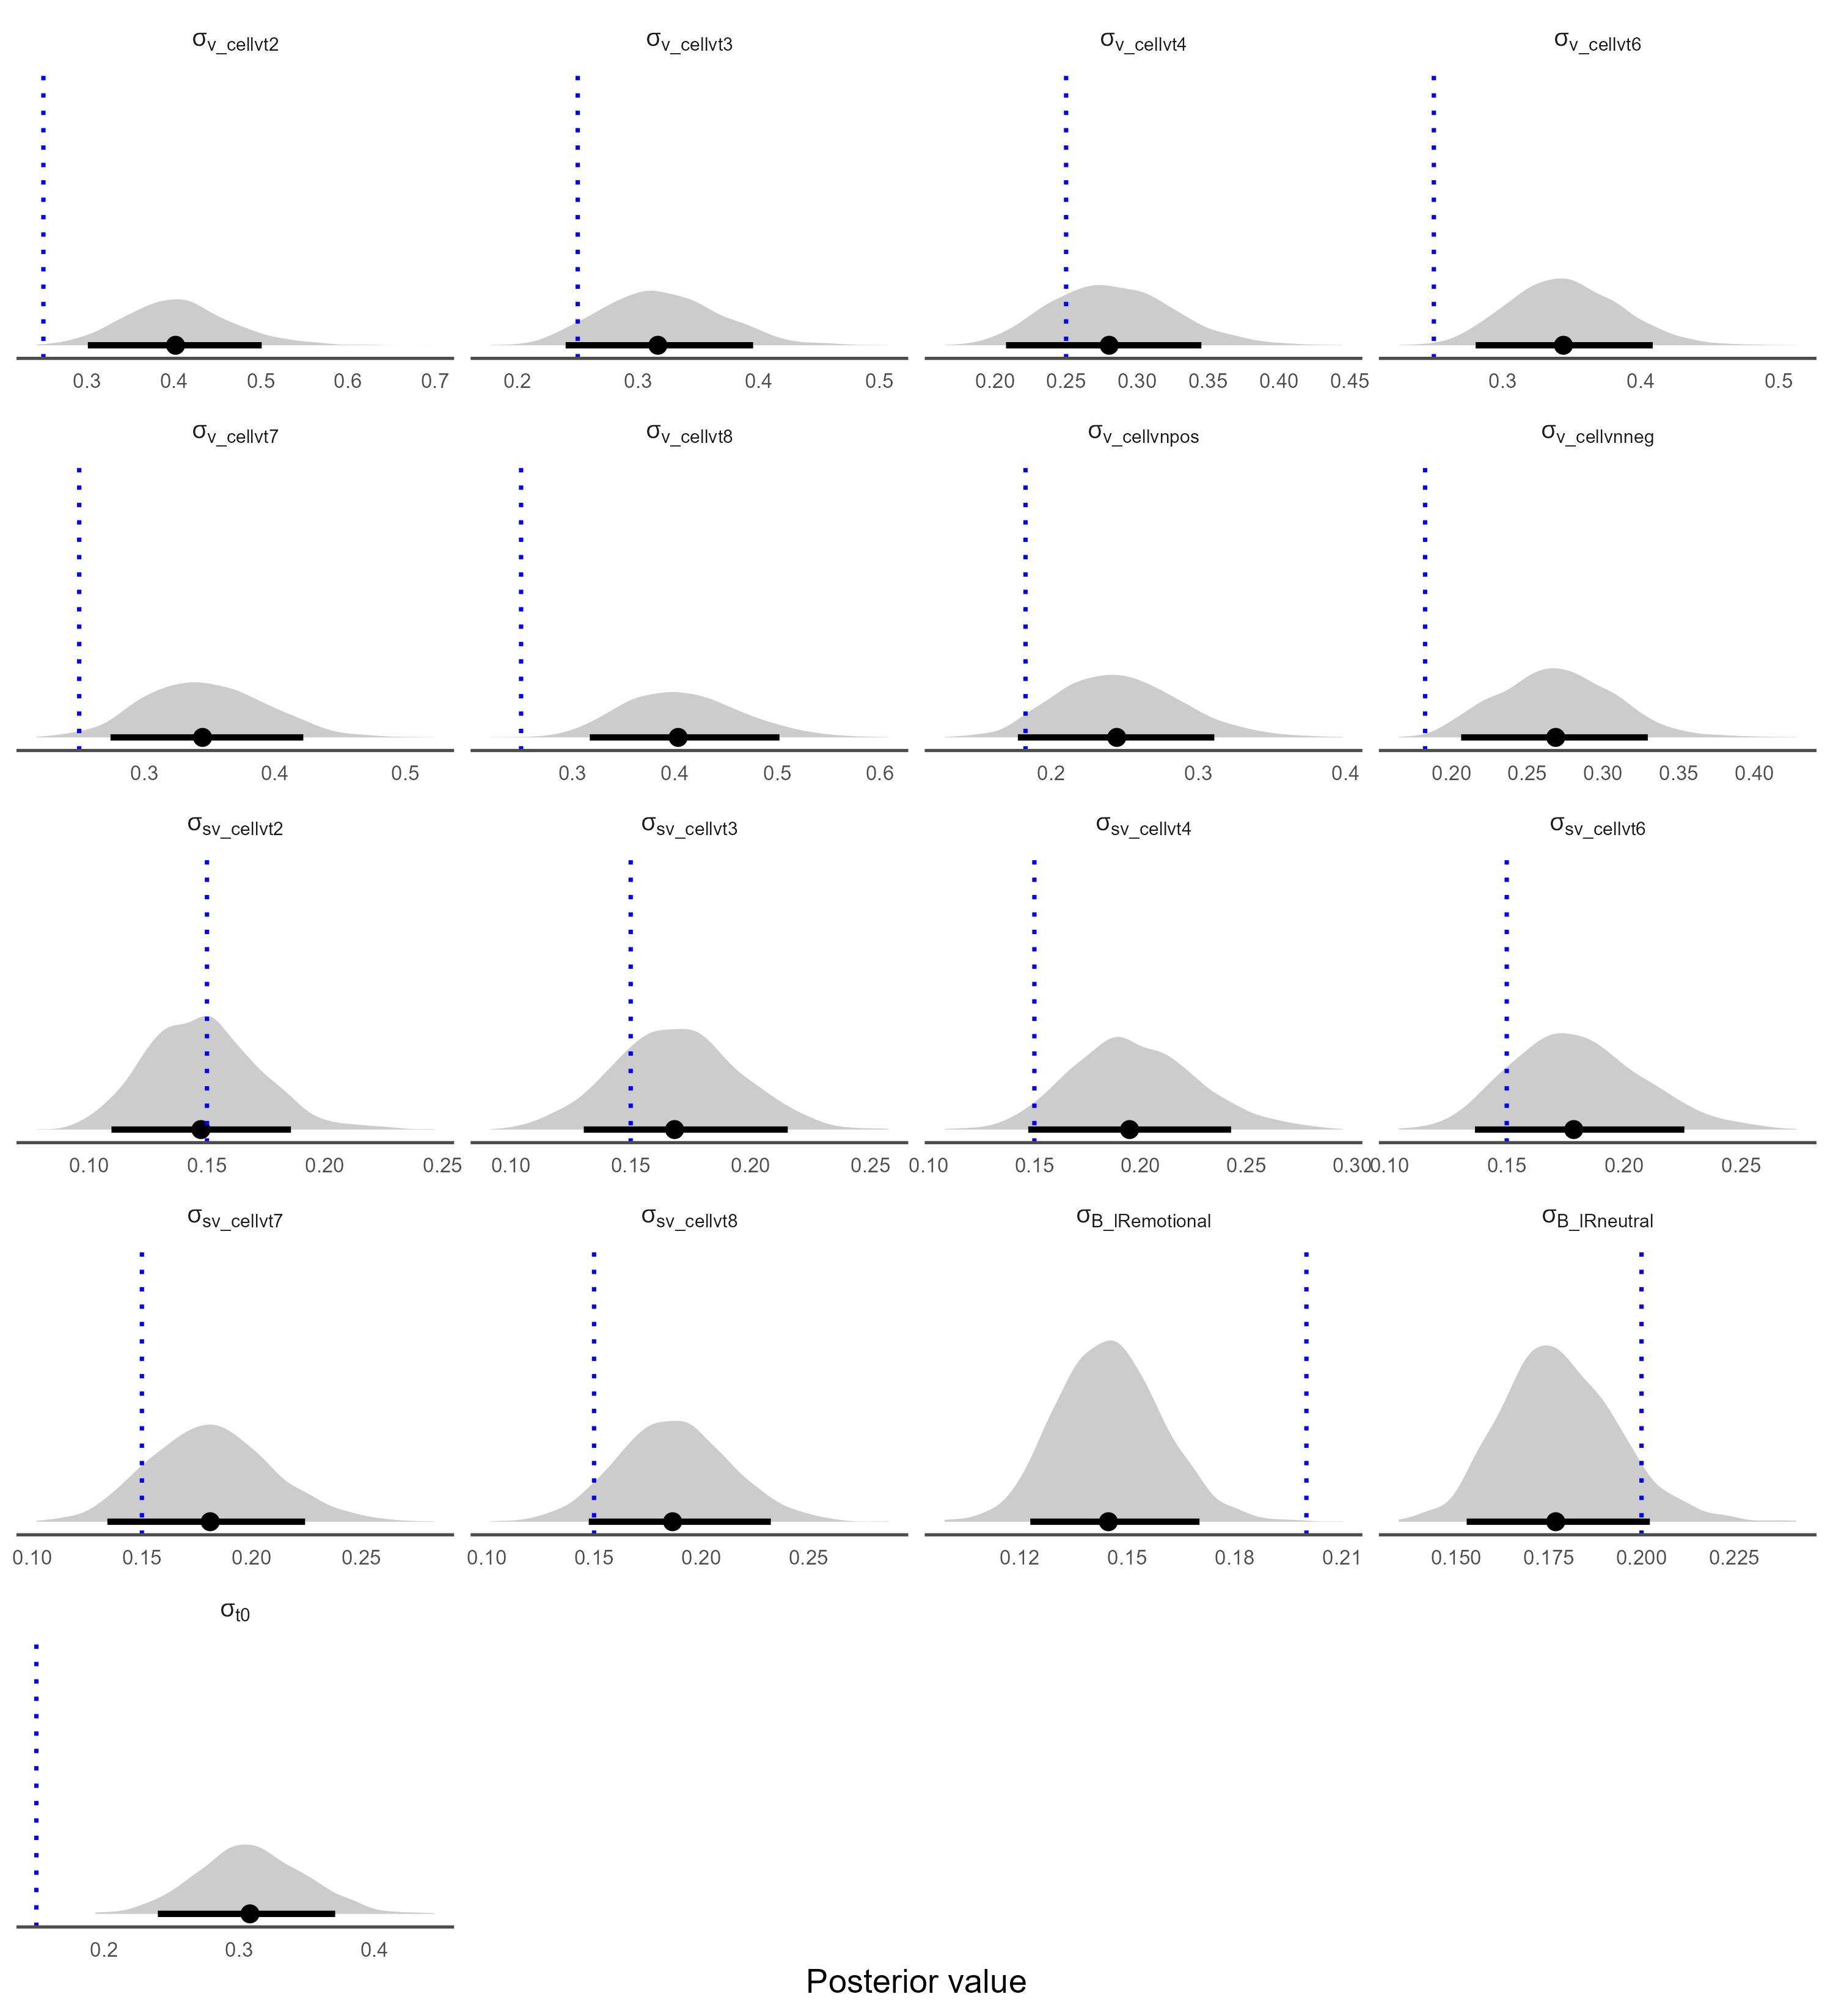 σv_cellvt2 σv_cellvt3 σv_cellvt4 σv_cellvt6
0.3 0.4 0.5 0.6 0.7 0.2 0.3 0.4 0.5 0.20 0.25 0.30 0.35 0.40 0.45 0.3 0.4 0.5
σv_cellvt7 σv_cellvt8 σv_cellvnpos σv_cellvnneg
0.3 0.4 0.5 0.3 0.4 0.5 0.6 0.2 0.3 0.4 0.20 0.25 0.30 0.35 0.40
σsv_cellvt2 σsv_cellvt3 σsv_cellvt4 σsv_cellvt6
0.10 0.15 0.20 0.25 0.10 0.15 0.20 0.25 0.10 0.15 0.20 0.25 0.30 0.10 0.15 0.20 0.25
σsv_cellvt7 σsv_cellvt8 σB_lRemotional σB_lRneutral
0.10 0.15 0.20 0.25 0.10 0.15 0.20 0.25 0.12 0.15 0.18 0.21 0.150 0.175 0.200 0.225
σt0
0.2 0.3 0.4
Posterior value